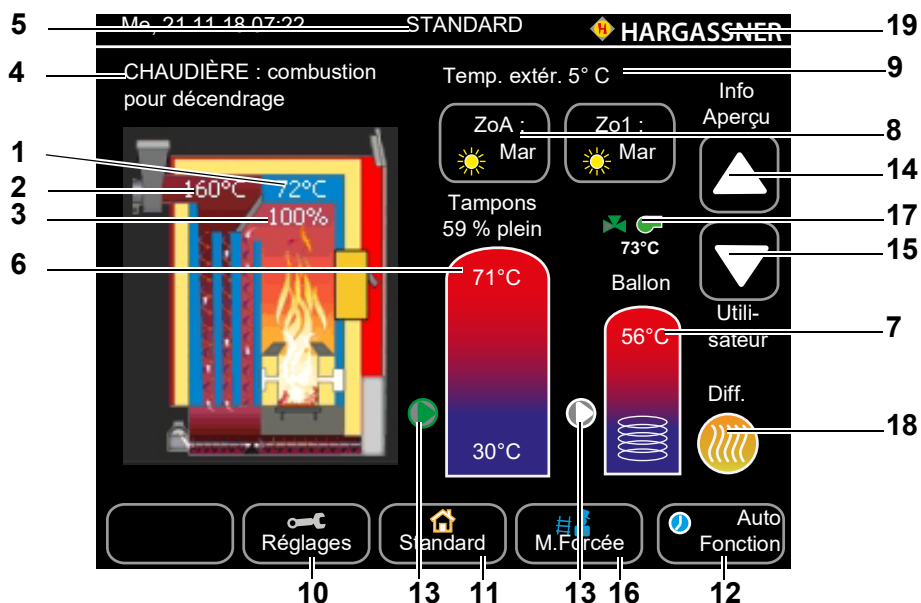 5
Me, 21.11.18 07:22
STANDARD
HARGASSNER
19
4
CHAUDIÈRE : combustion
pour décendrage
Temp. extér. 5° C
9
Info
Aperçu
ZoA :
Mar
Zo1 :
Mar
8
1
2
3
160°C
72°C
100%
14
Tampons
59 % plein
17
73°C
15
6
71°C
Ballon
Utili-
sateur
56°C
7
Diff.
18
30°C
Réglages
Standard
M.Forcée
Auto
Fonction
10
13
11
13
16
12